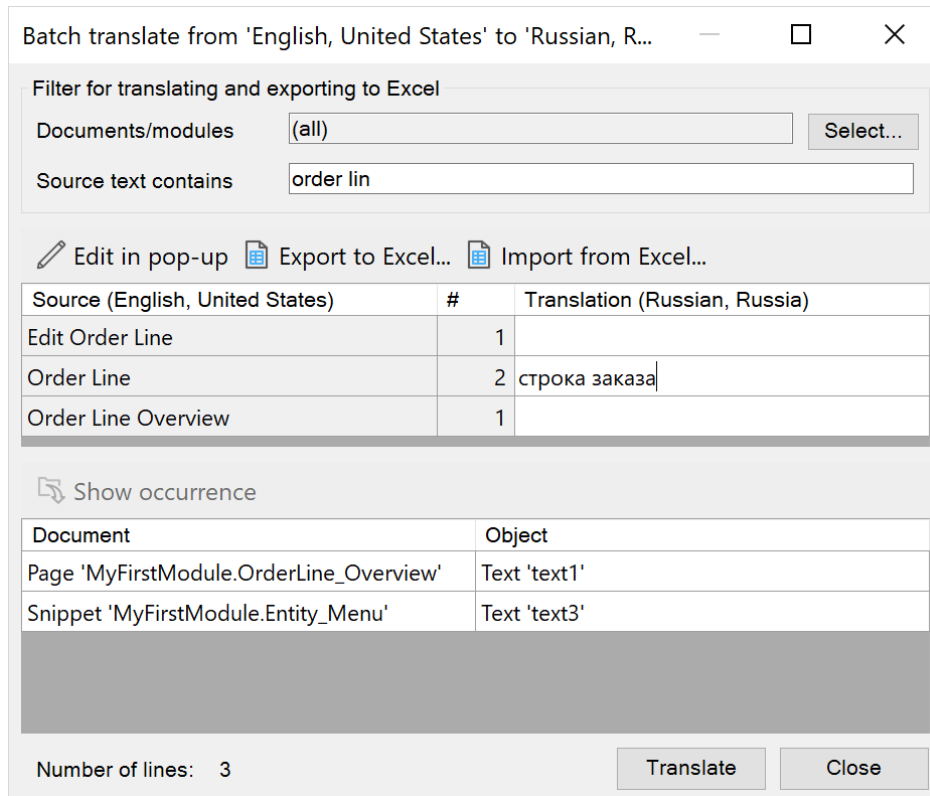 Batch translate from 'English, United States' to 'Russian, R...
Filter for translating and exporting to Excel
Documents/modules (all) Select...
Source text contains order lin
Edit in pop-up Export to Excel... Import from Excel...
Source (English, United States) # Translation (Russian, Russia)
Edit Order Line 1
Order Line 2 строка заказа
Order Line Overview 1
Show occurrence
Document Object
Page 'MyFirstModule.OrderLine_Overview' Text 'text1'
Snippet 'MyFirstModule.Entity_Menu' Text 'text3'
Number of lines: 3 Translate Close